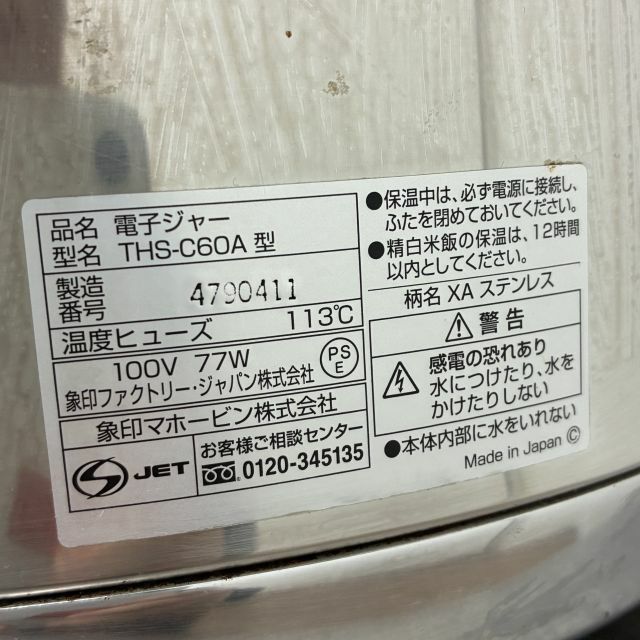 品名 電子ジャー
型名 THS-C60A 型
製造番号 4790411
温度ヒューズ 113℃
100V 77W
PS E
象印ファクトリー・ジャパン株式会社
象印マホービン株式会社
JET
お客様ご相談センター
0120-345135
●保温中は、必ず電源に接続し、
ふたを閉めておいてください。
●精白米飯の保温は、12時間
以内としてください。
柄名 XA ステンレス
警告
感電の恐れあり
水につけたり、水を
かけたりしない
●本体内部に水をいれない
Made in Japan Ⓒ